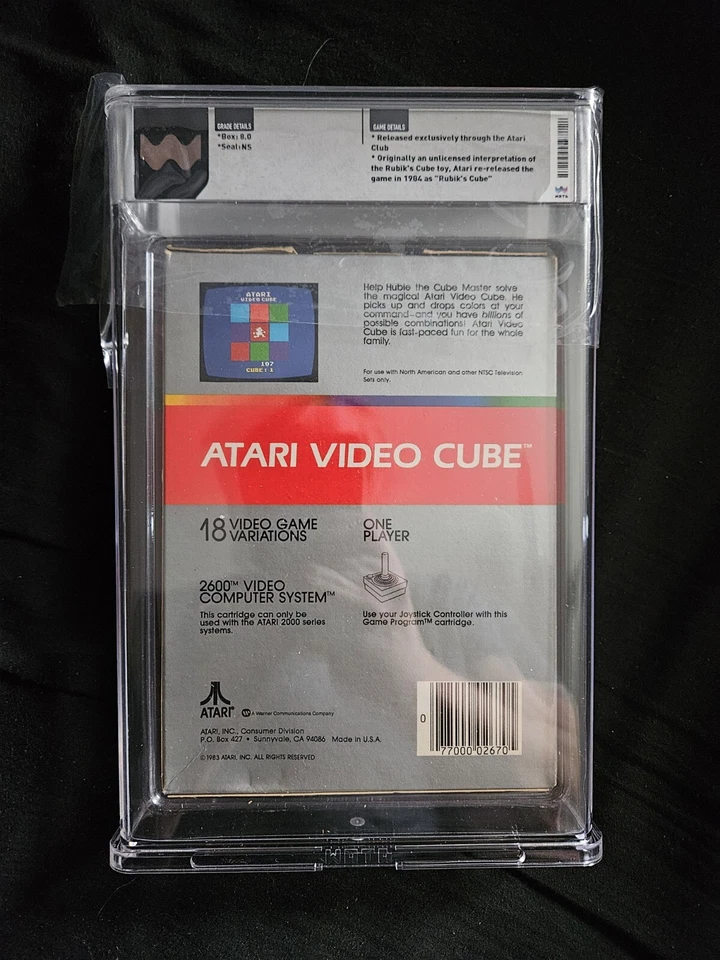 GRADE DETAILS
*Box: 8.0
*Seal: NS
GAME DETAILS
* Released exclusively through the Atari
Club
* Originally an unlicensed interpretation of
the Rubik's Cube toy, Atari re-released the
game in 1984 as "Rubik's Cube"
WATA
ATARI
VIDEO CUBE
107
CUBE: 1
Help Hubie the Cube Master solve
the magical Atari Video Cube. He
picks up and drops colors at your
command—and you have billions of
possible combinations! Atari Video
Cube is fast-paced fun for the whole
family.
For use with North American and other NTSC Television
Sets only.
ATARI VIDEO CUBE™
18 VIDEO GAME
VARIATIONS
ONE
PLAYER
2600™ VIDEO
COMPUTER SYSTEM™
This cartridge can only be
used with the ATARI 2000 series
systems.
Use your Joystick Controller with this
Game Program™ cartridge.
ATARI®
A Warner Communications Company
ATARI, INC., Consumer Division
P.O. Box 427 • Sunnyvale, CA 94086 Made in U.S.A.
© 1983 ATARI, INC. ALL RIGHTS RESERVED
0 77000 02670
WATA